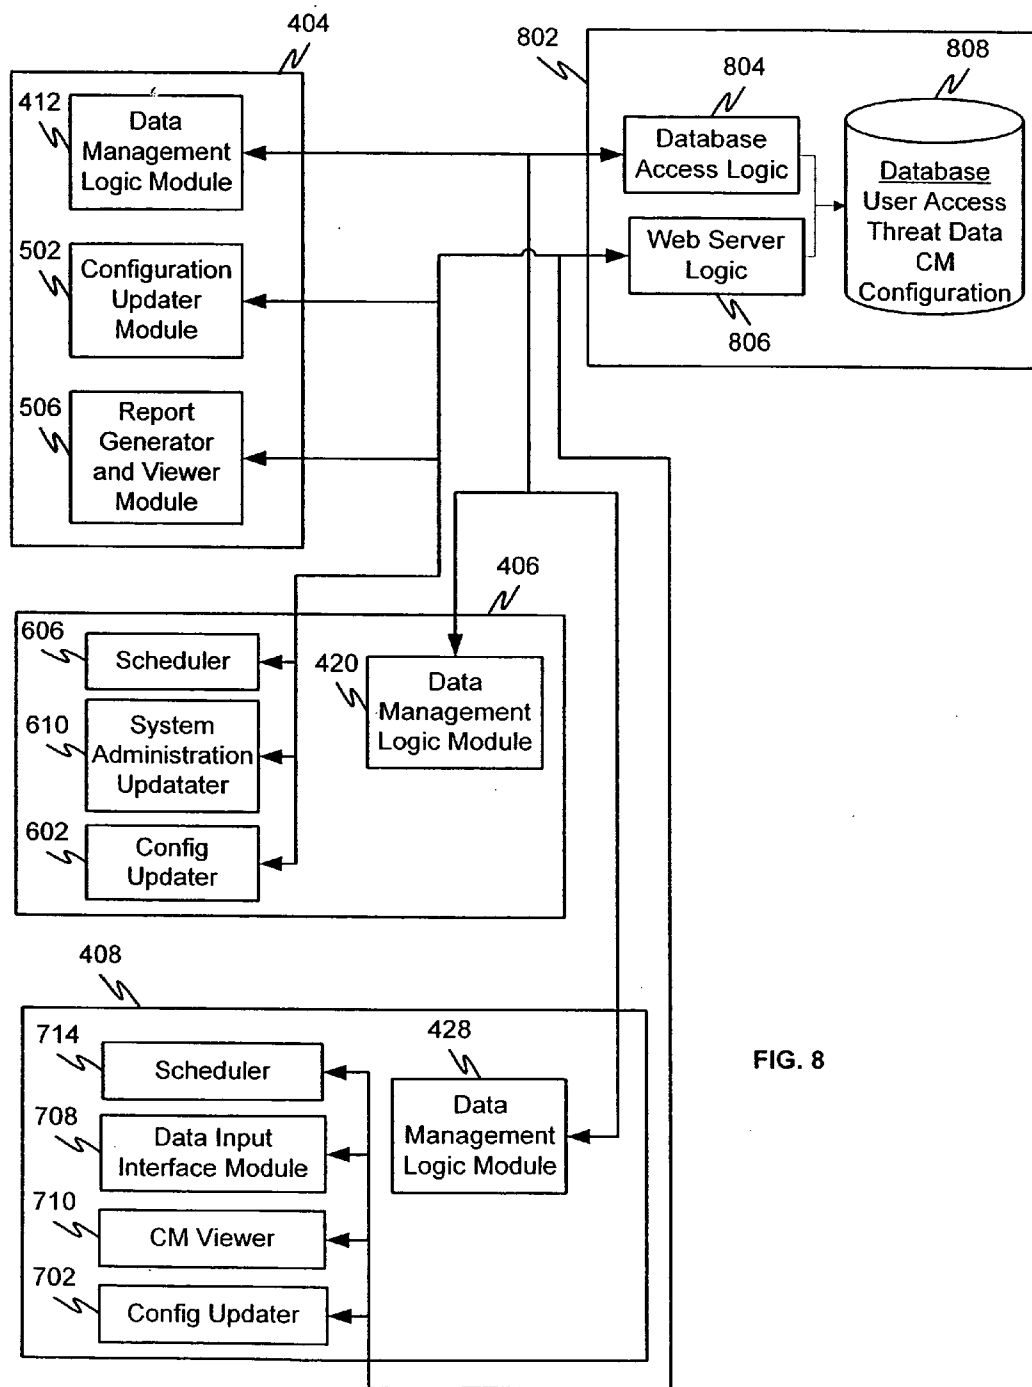 404
412
Data
Management
Logic Module
502
Configuration
Updater
Module
506
Report
Generator
and Viewer
Module
802
804
Database
Access Logic
Web Server
Logic
806
808
Database
User Access
Threat Data
CM
Configuration
406
606
Scheduler
610
System
Administration
Updatater
602
Config
Updater
420
Data
Management
Logic Module
408
714
Scheduler
708
Data Input
Interface Module
710
CM Viewer
702
Config Updater
428
Data
Management
Logic Module
FIG. 8